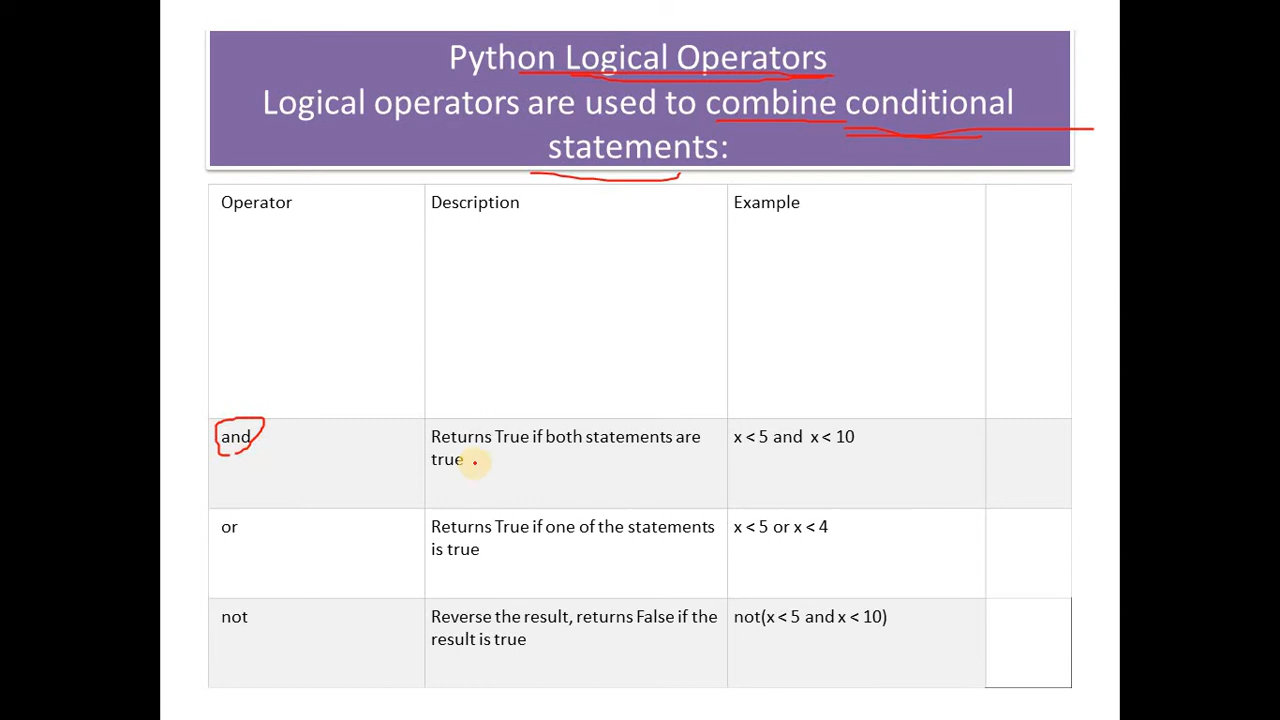 Python Logical Operators
Logical operators are used to combine conditional
statements:
Operator Description Example
and Returns True if both statements are x < 5 and x < 10
true
or Returns True if one of the statements x < 5 or x < 4
is true
not Reverse the result, returns False if the not(x < 5 and x < 10)
result is true